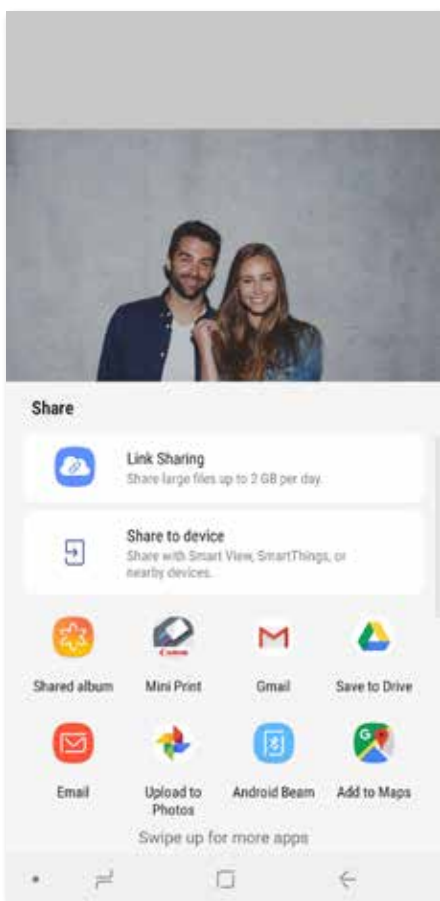 Share
Link Sharing
Share large files up to 2 GB per day.
Share to device
Share with Smart View, SmartThings, or
nearby devices.
Shared album
Canon
Mini Print
Gmail
Save to Drive
G
Email
Upload to
Photos
Android Beam
Add to Maps
Swipe up for more apps